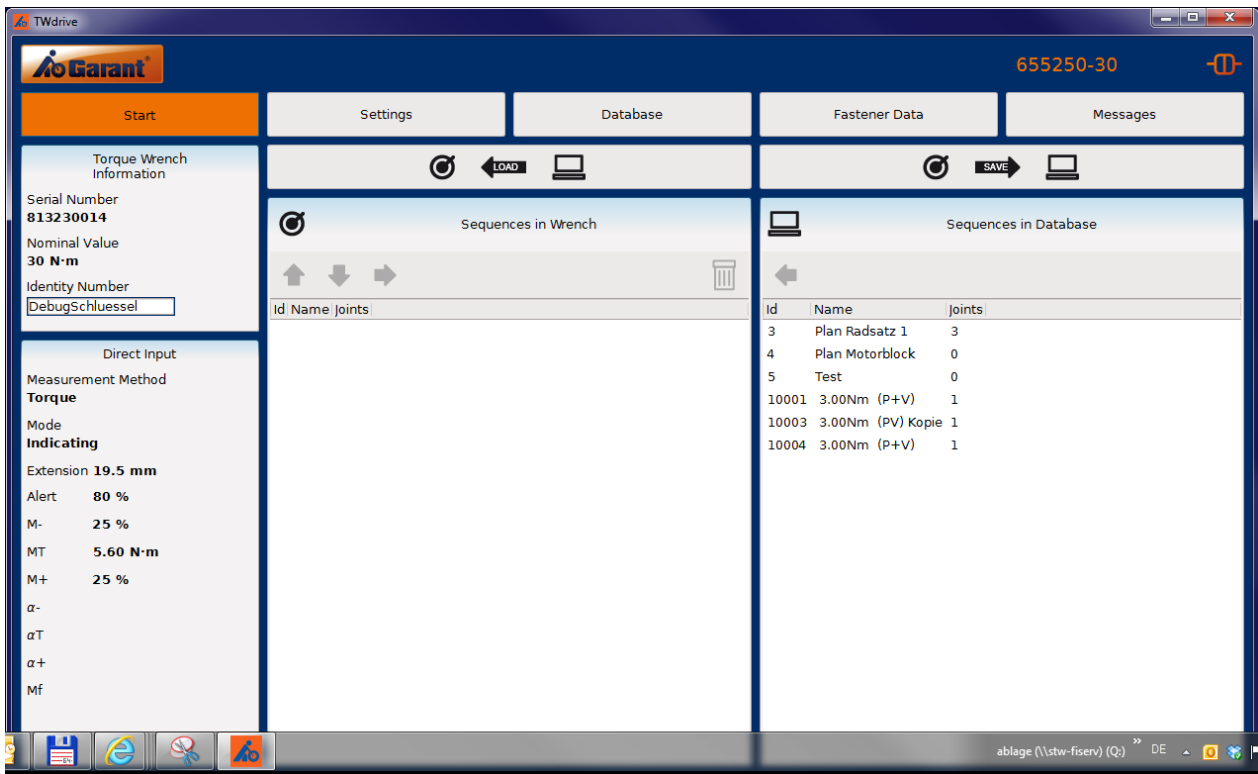 TWdrive
Garant
655250-30
Start
Settings
Database
Fastener Data
Messages
Torque Wrench
Information
Serial Number
813230014
Nominal Value
30 N·m
Identity Number
DebugSchluessel
Direct Input
Measurement Method
Torque
Mode
Indicating
Extension 19.5 mm
Alert 80 %
M- 25 %
MT 5.60 N·m
M+ 25 %
α-
αT
α+
Mf
LOAD
Sequences in Wrench
Id Name Joints
SAVE
Sequences in Database
Id Name Joints
3 Plan Radsatz 1 3
4 Plan Motorblock 0
5 Test 0
10001 3.00Nm (P+V) 1
10003 3.00Nm (PV) Kopie 1
10004 3.00Nm (P+V) 1
ablage (\\stw-fiserv) (Q:) » DE